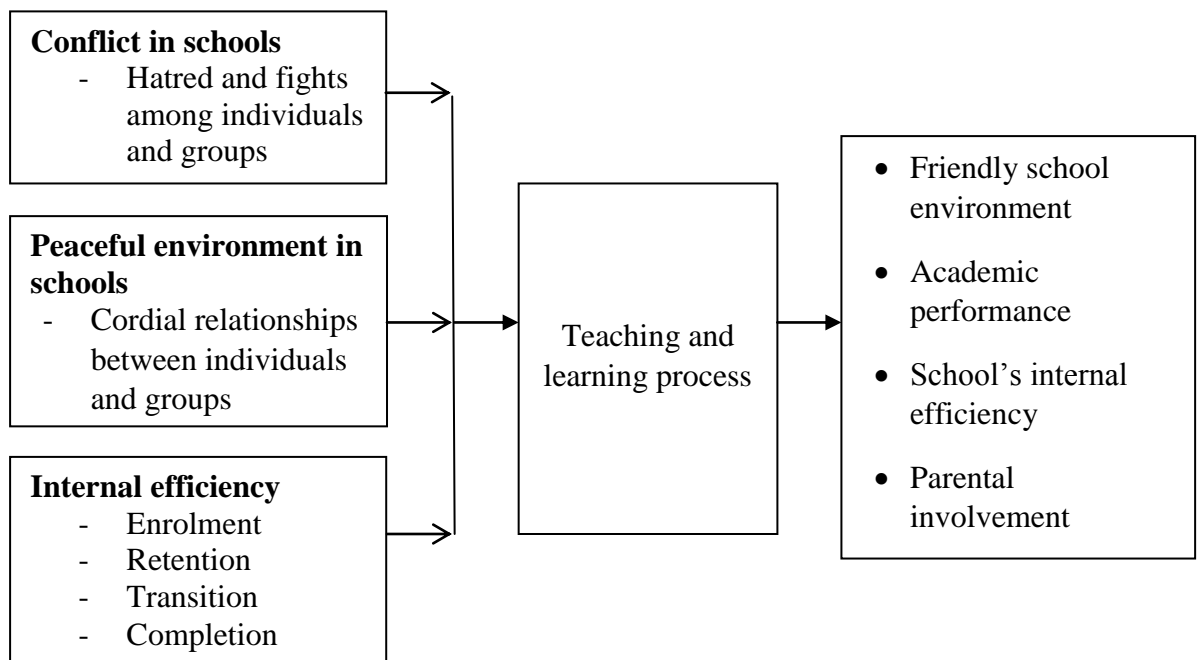 Conflict in schools
- Hatred and fights
among individuals
and groups
Peaceful environment in
schools
- Cordial relationships
between individuals
and groups
Internal efficiency
- Enrolment
- Retention
- Transition
- Completion
Teaching and
learning process
• Friendly school
environment
• Academic
performance
• School’s internal
efficiency
• Parental
involvement